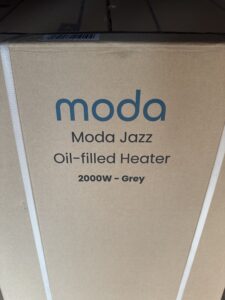 moda
Moda Jazz
Oil-filled Heater
2000W - Grey